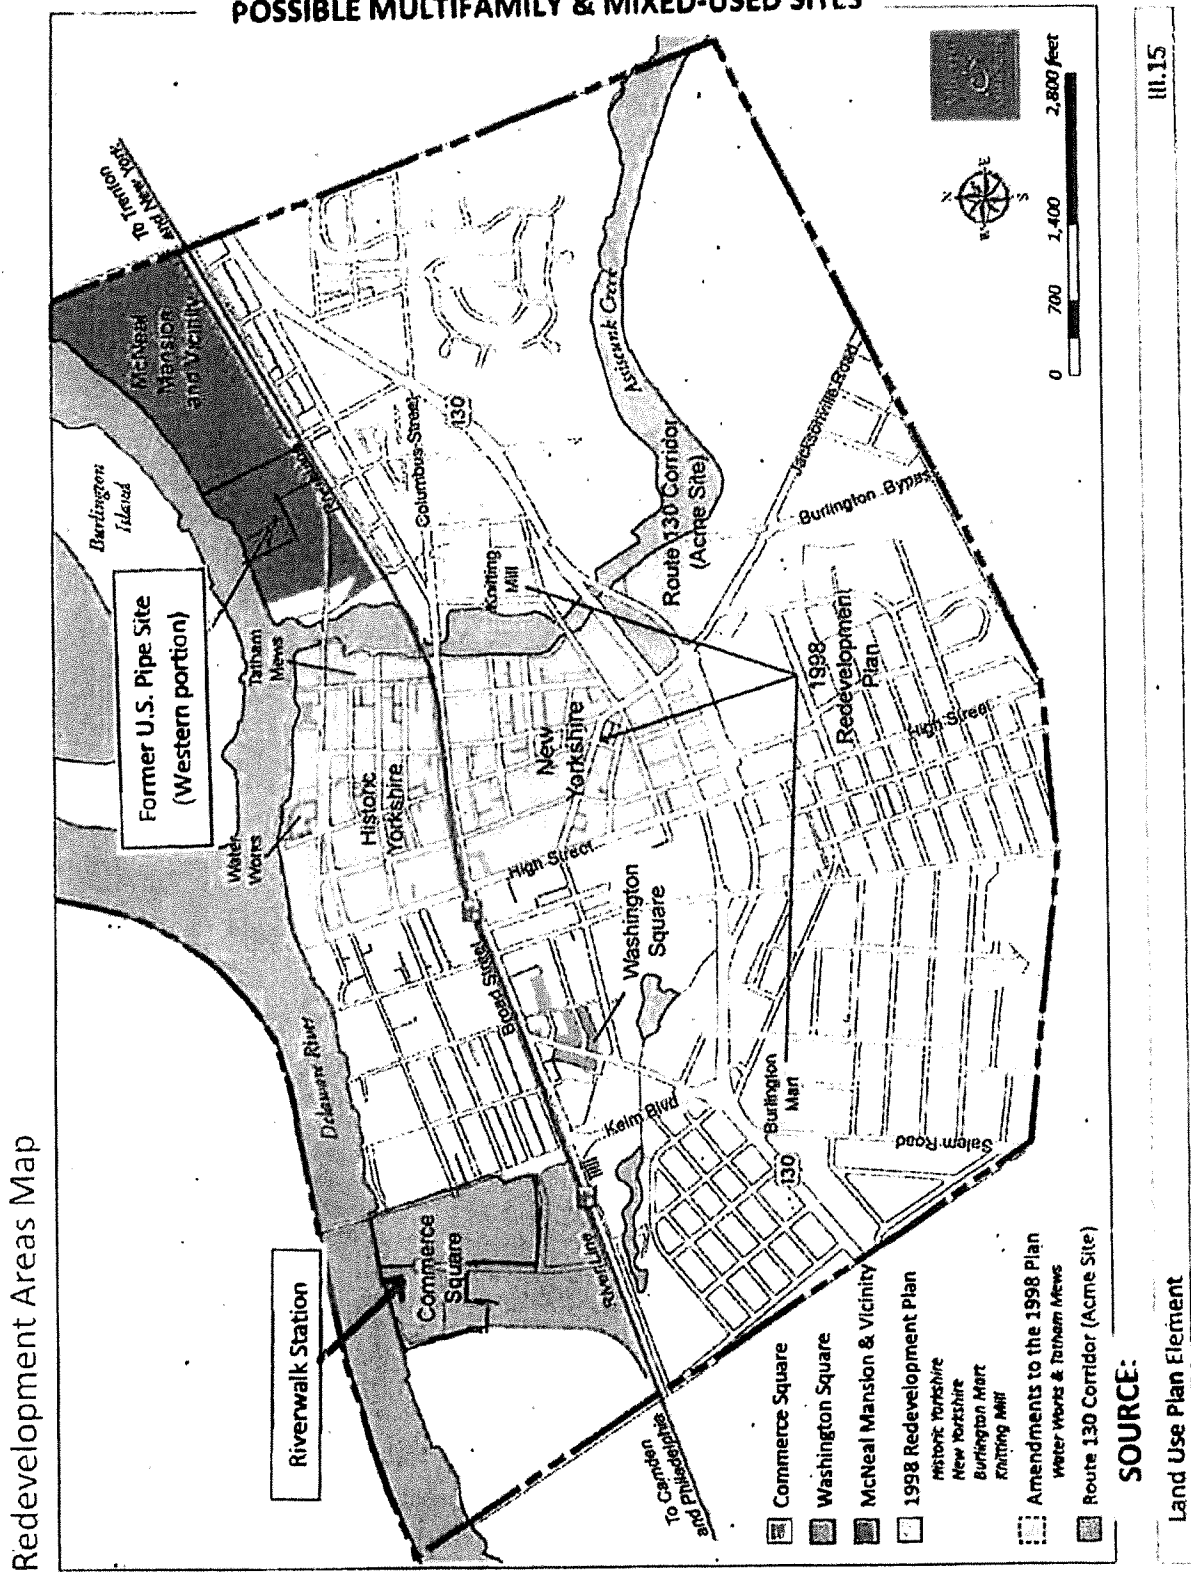 Redevelopment Areas Map
POSSIBLE MULTIFAMILY & MIXED-USED SITES
Riverwalk Station
Former U.S. Pipe Site
(Western portion)
Burlington
Island
McNeal
Mansion
and Vicinity
To Trenton
and New York
Delaware River
Water
Works
Tatham
Mews
Historic
Yorkshire
Commerce
Square
Broad Street
High Street
New
Yorkshire
Knitting
Mill
Columbus Street
130
Assiscunk Creek
Route 130 Corridor
(Acme Site)
Washington
Square
River Line
Keim Blvd
1998
Redevelopment
Plan
High Street
Jacksonville Road
Burlington Bypass
Burlington
Mart
130
Salem Road
To Camden
and Philadelphia
Commerce Square
Washington Square
McNeal Mansion & Vicinity
1998 Redevelopment Plan
Historic Yorkshire
New Yorkshire
Burlington Mart
Knitting Mill
Amendments to the 1998 Plan
Water Works & Tatham Mews
Route 130 Corridor (Acme Site)
N
E
S
0 700 1,400 2,800 feet
SOURCE:
Land Use Plan Element
III.15